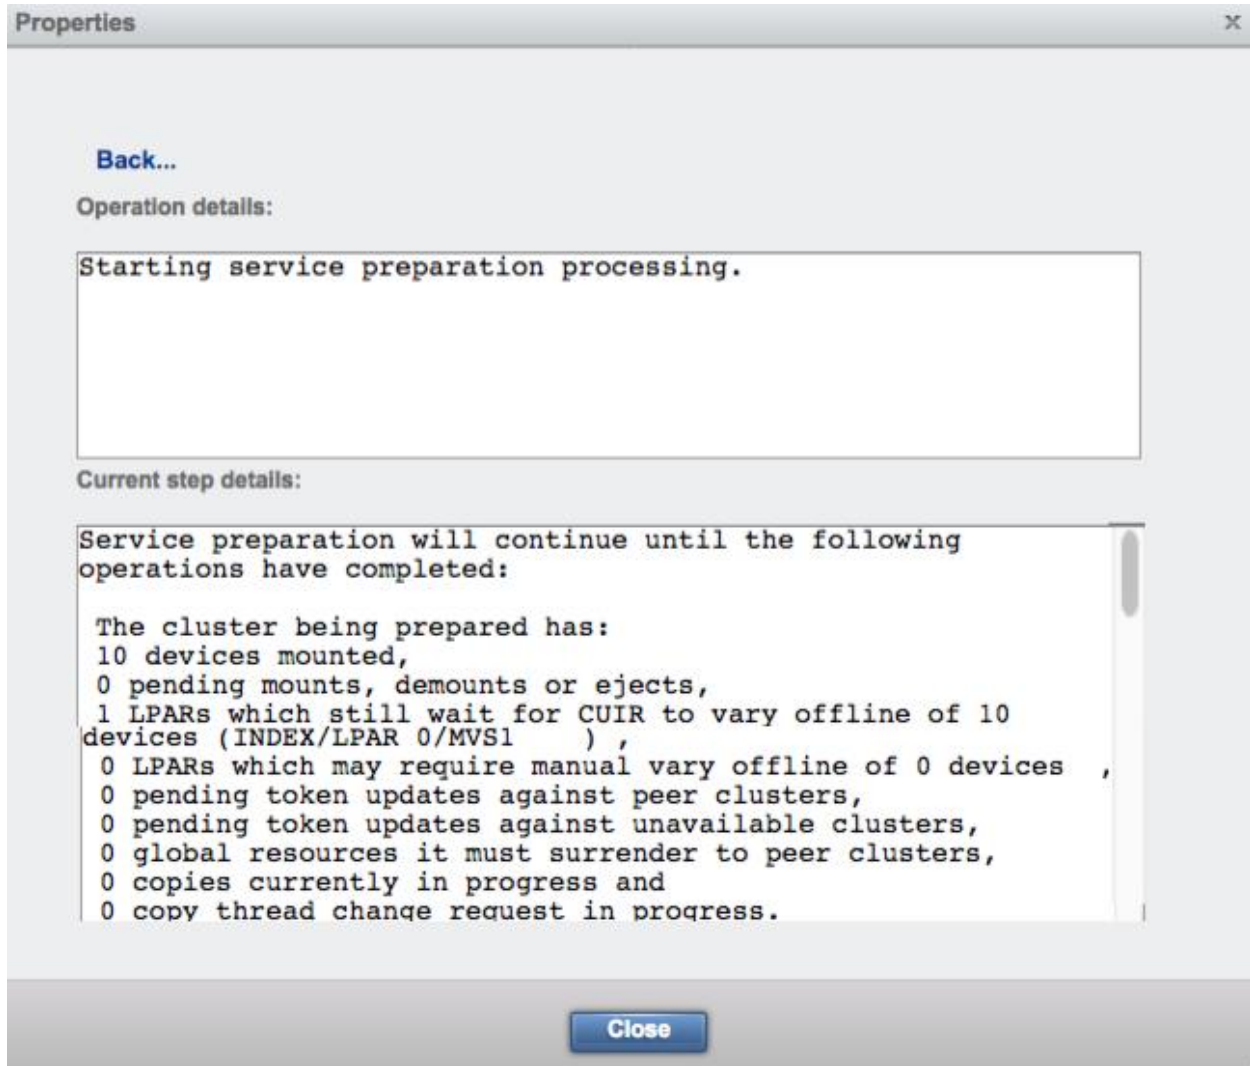 Properties x
Back...
Operation details:
Starting service preparation processing.
Current step details:
Service preparation will continue until the following
operations have completed:
The cluster being prepared has:
10 devices mounted,
0 pending mounts, demounts or ejects,
1 LPARs which still wait for CUIR to vary offline of 10
devices (INDEX/LPAR 0/MVS1    ) ,
0 LPARs which may require manual vary offline of 0 devices  ,
0 pending token updates against peer clusters,
0 pending token updates against unavailable clusters,
0 global resources it must surrender to peer clusters,
0 copies currently in progress and
0 copy thread change request in progress.
Close